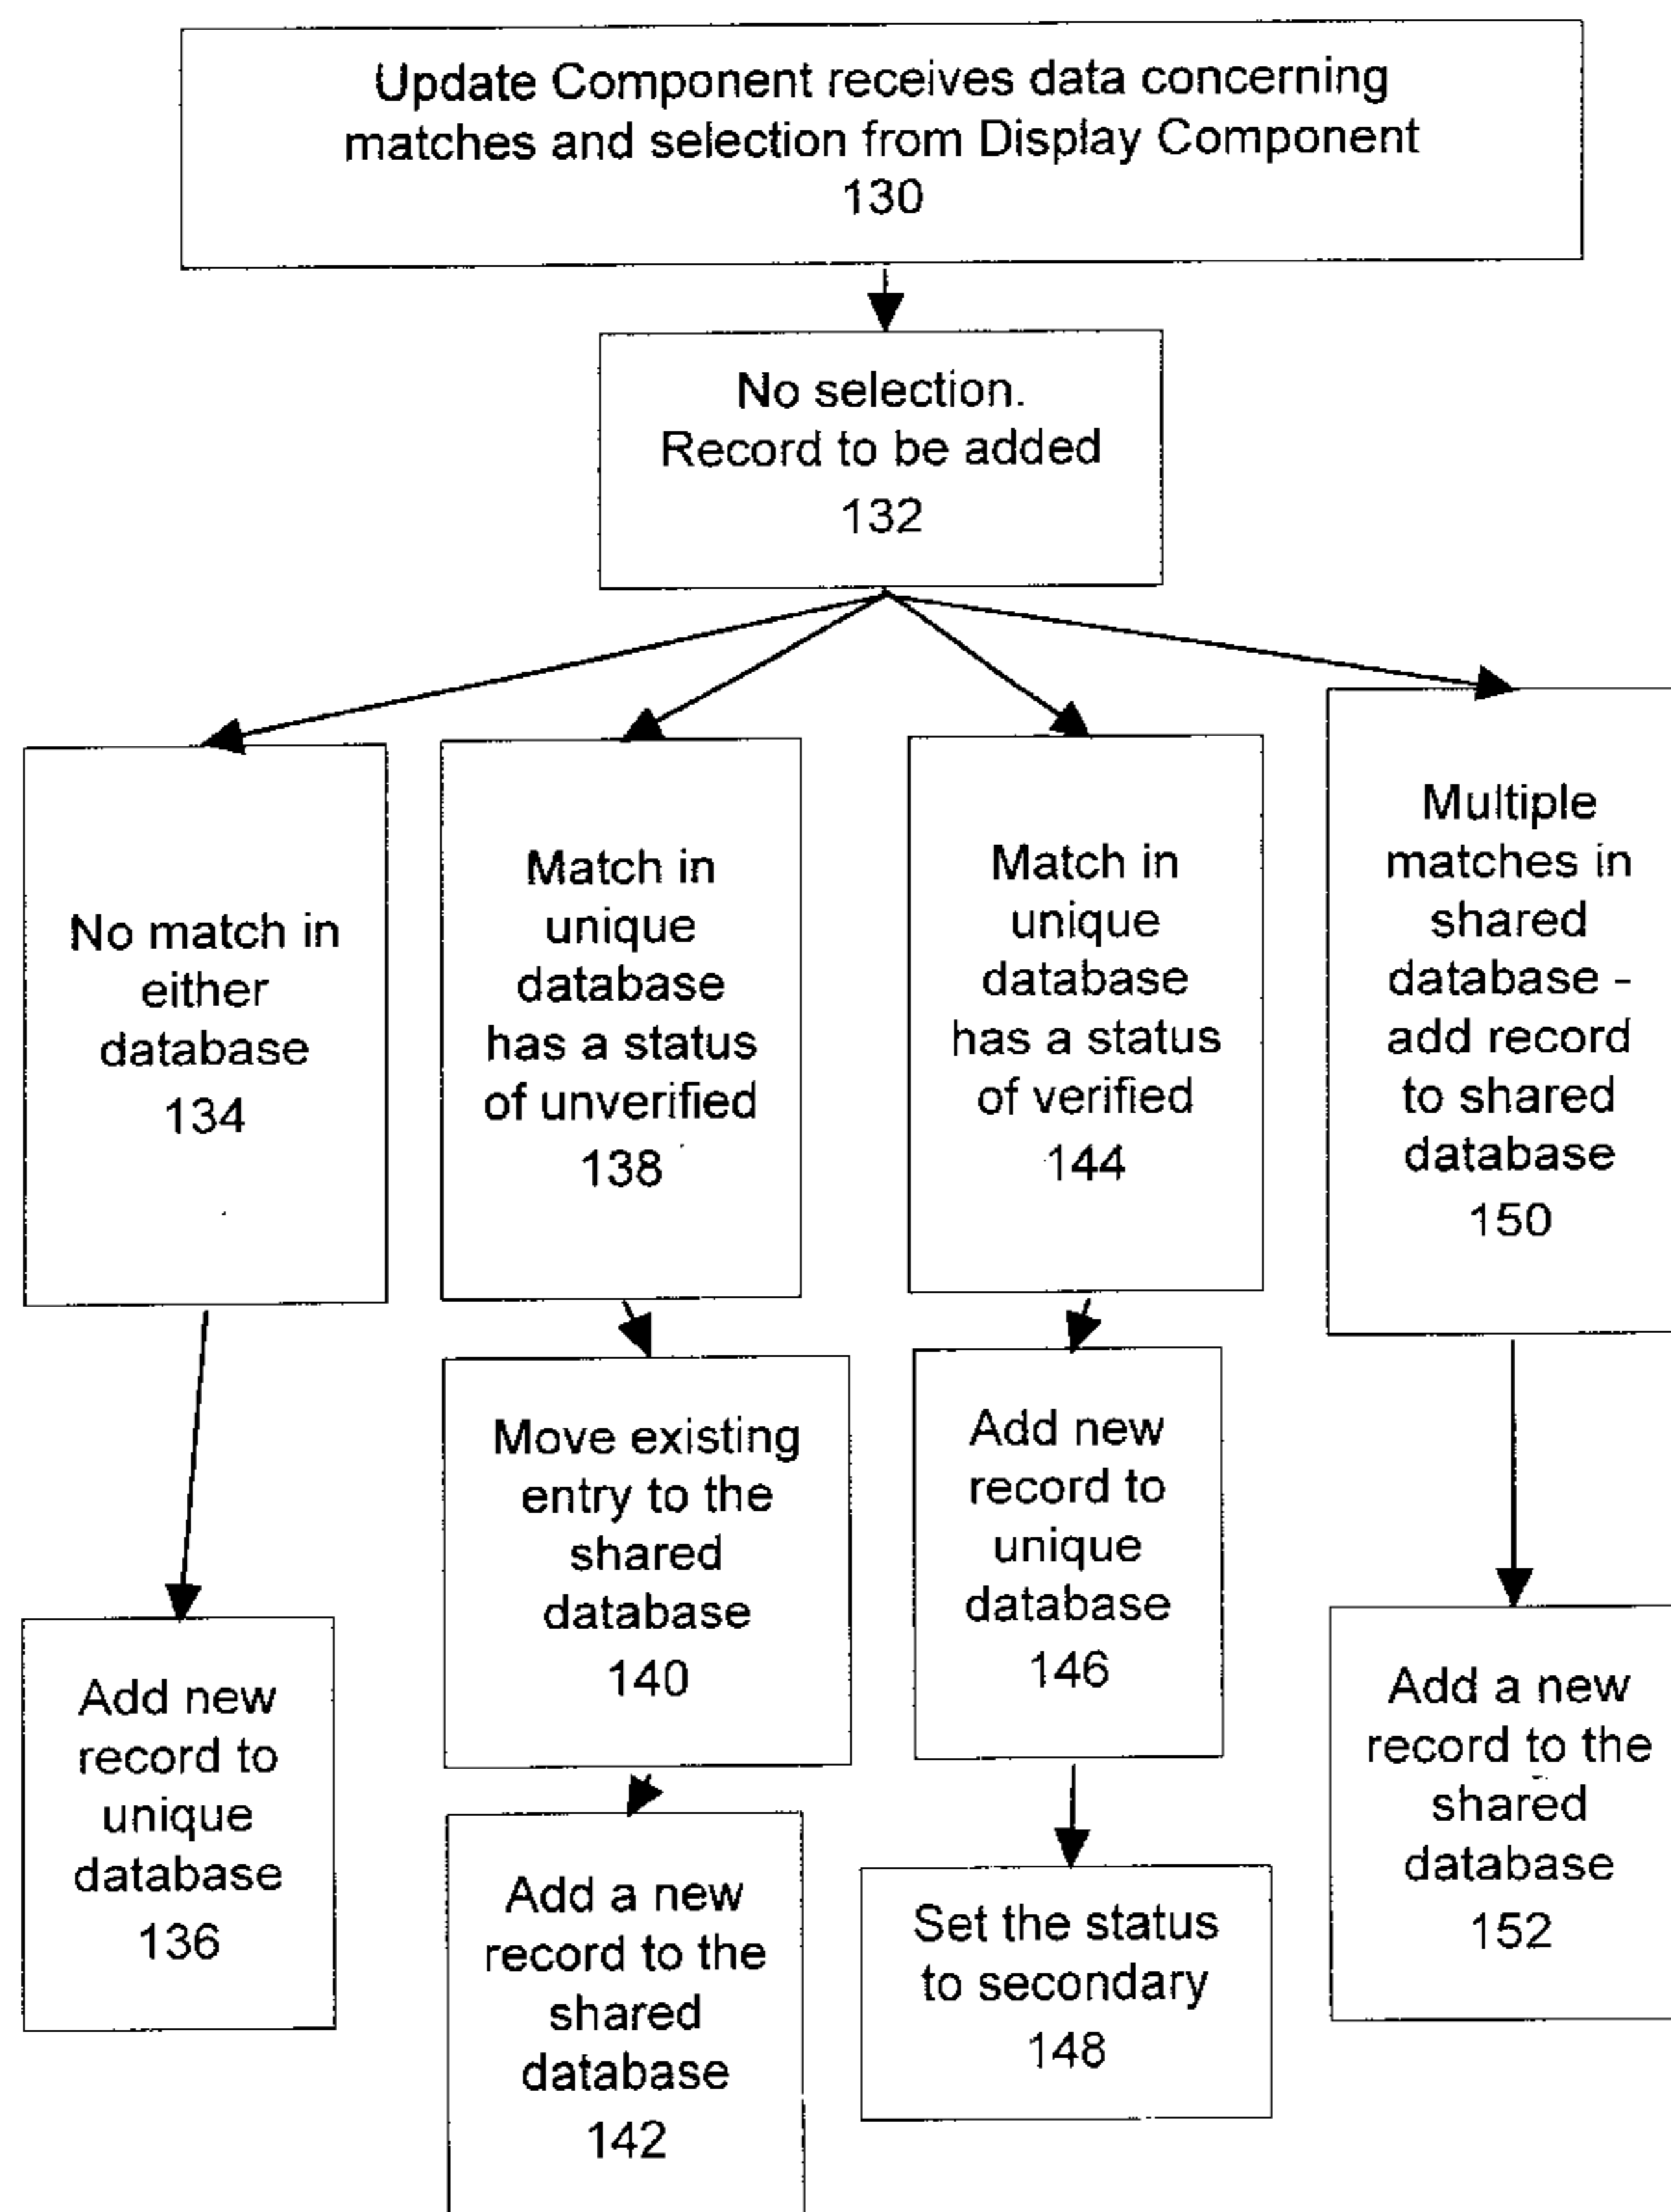 Update Component receives data concerning
matches and selection from Display Component
130
No selection.
Record to be added
132
No match in
either
database
134
Match in
unique
database
has a status
of unverified
138
Match in
unique
database
has a status
of verified
144
Multiple
matches in
shared
database -
add record
to shared
database
150
Add new
record to
unique
database
136
Move existing
entry to the
shared
database
140
Add a new
record to the
shared
database
142
Add new
record to
unique
database
146
Set the status
to secondary
148
Add a new
record to the
shared
database
152